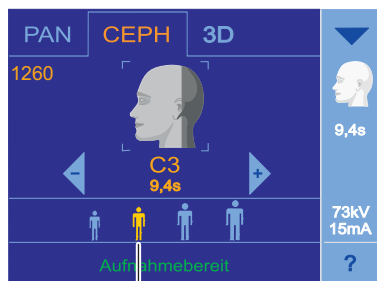 PAN CEPH 3D
1260
C3
9,4s
- +
Aufnahmebereit
9,4s
73kV
15mA
?